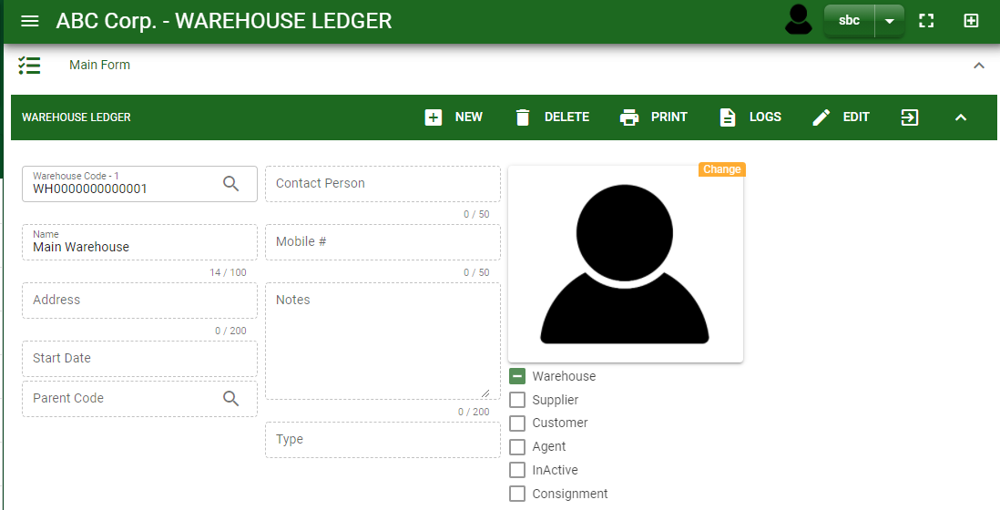 ABC Corp. - WAREHOUSE LEDGER
sbc
Main Form
WAREHOUSE LEDGER
NEW
DELETE
PRINT
LOGS
EDIT
Warehouse Code - 1
WH0000000000001
Name
Main Warehouse
14 / 100
Address
0 / 200
Start Date
Parent Code
Contact Person
0 / 50
Mobile #
0 / 50
Notes
0 / 200
Type
Change
Warehouse
Supplier
Customer
Agent
InActive
Consignment